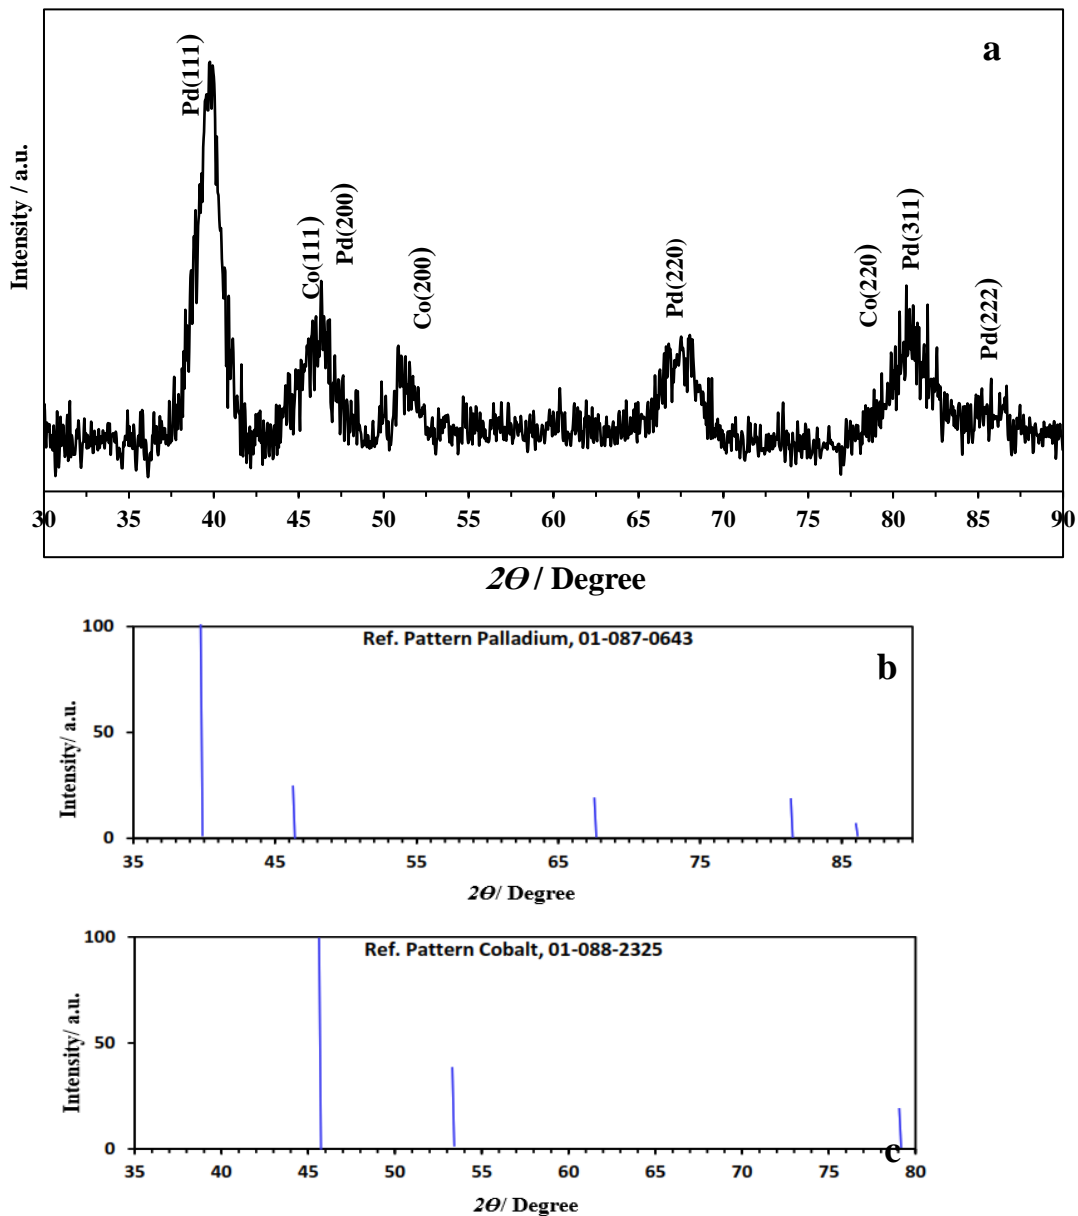 a
Pd(111)
Co(111)
Pd(200)
Co(200)
Pd(220)
Co(220)
Pd(311)
Pd(222)
Intensity / a.u.
30 35 40 45 50 55 60 65 70 75 80 85 90
2Θ / Degree
Ref. Pattern Palladium, 01-087-0643
b
100
50
0
Intensity/ a.u.
35 45 55 65 75 85
2Θ/ Degree
Ref. Pattern Cobalt, 01-088-2325
100
50
0
Intensity/ a.u.
c
35 40 45 50 55 60 65 70 75 80
2Θ/ Degree